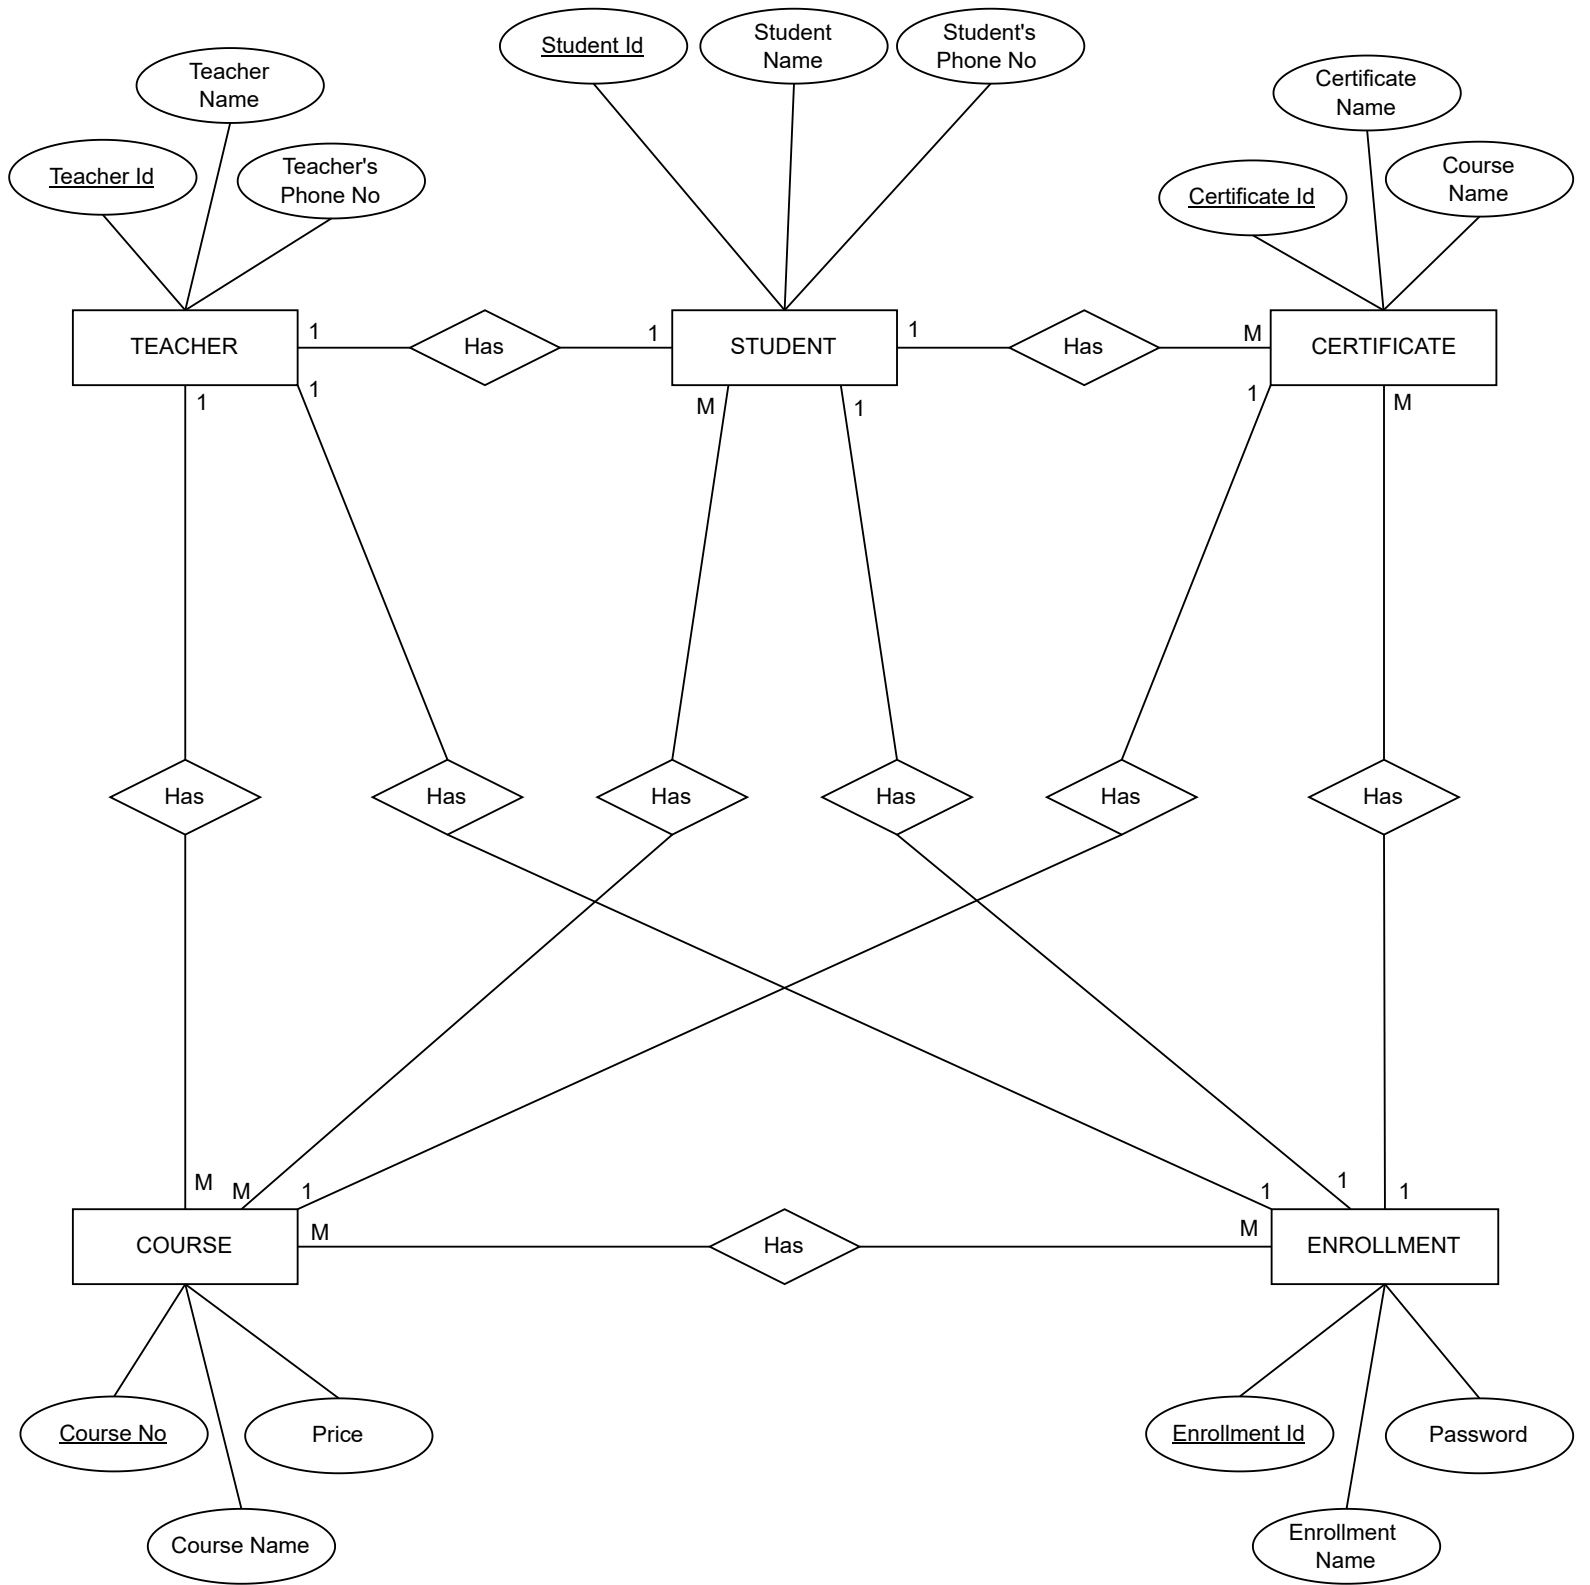 Student Id
Student
Name
Student's
Phone No
Teacher
Name
Certificate
Name
Teacher Id
Teacher's
Phone No
Certificate Id
Course
Name
TEACHER
1
Has
1
STUDENT
1
Has
M
CERTIFICATE
1
1
M
1
1
M
Has
Has
Has
Has
Has
Has
M
M
1
1
1
1
COURSE
M
Has
M
ENROLLMENT
Course No
Price
Enrollment Id
Password
Course Name
Enrollment
Name